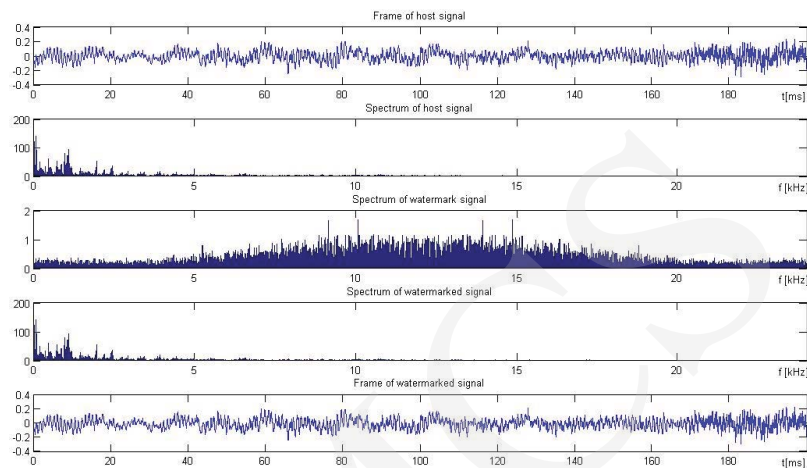 Frame of host signal
0.4
0.2
0
-0.2
-0.4
0 20 40 60 60 80 100 120 140 160 180 t[ms]
Spectrum of host signal
200
100
0
0 5 10 15 20 f [kHz]
Spectrum of watermark signal
2
1
0
0 5 10 15 20 f [kHz]
Spectrum of watermarked signal
200
100
0
0 5 10 15 20 f [kHz]
Frame of watermarked signal
0.4
0.2
0
-0.2
-0.4
0 20 40 60 80 100 120 140 160 180 t[ms]